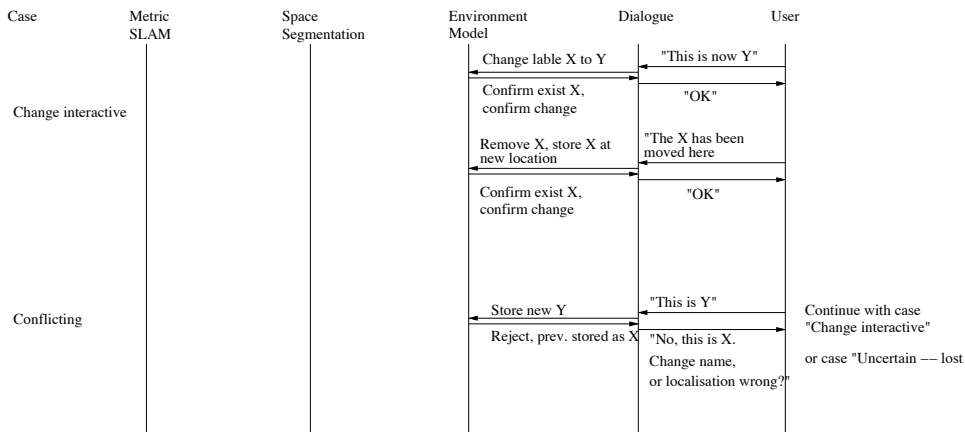 Case
Metric
SLAM
Space
Segmentation
Environment
Model
Dialogue
User
Change lable X to Y
"This is now Y"
Confirm exist X,
confirm change
"OK"
Change interactive
Remove X, store X at
new location
"The X has been
moved here
Confirm exist X,
confirm change
"OK"
Conflicting
Store new Y
"This is Y"
Reject, prev. stored as X
"No, this is X.
Change name,
or localisation wrong?"
Continue with case
"Change interactive"
or case "Uncertain −− lost